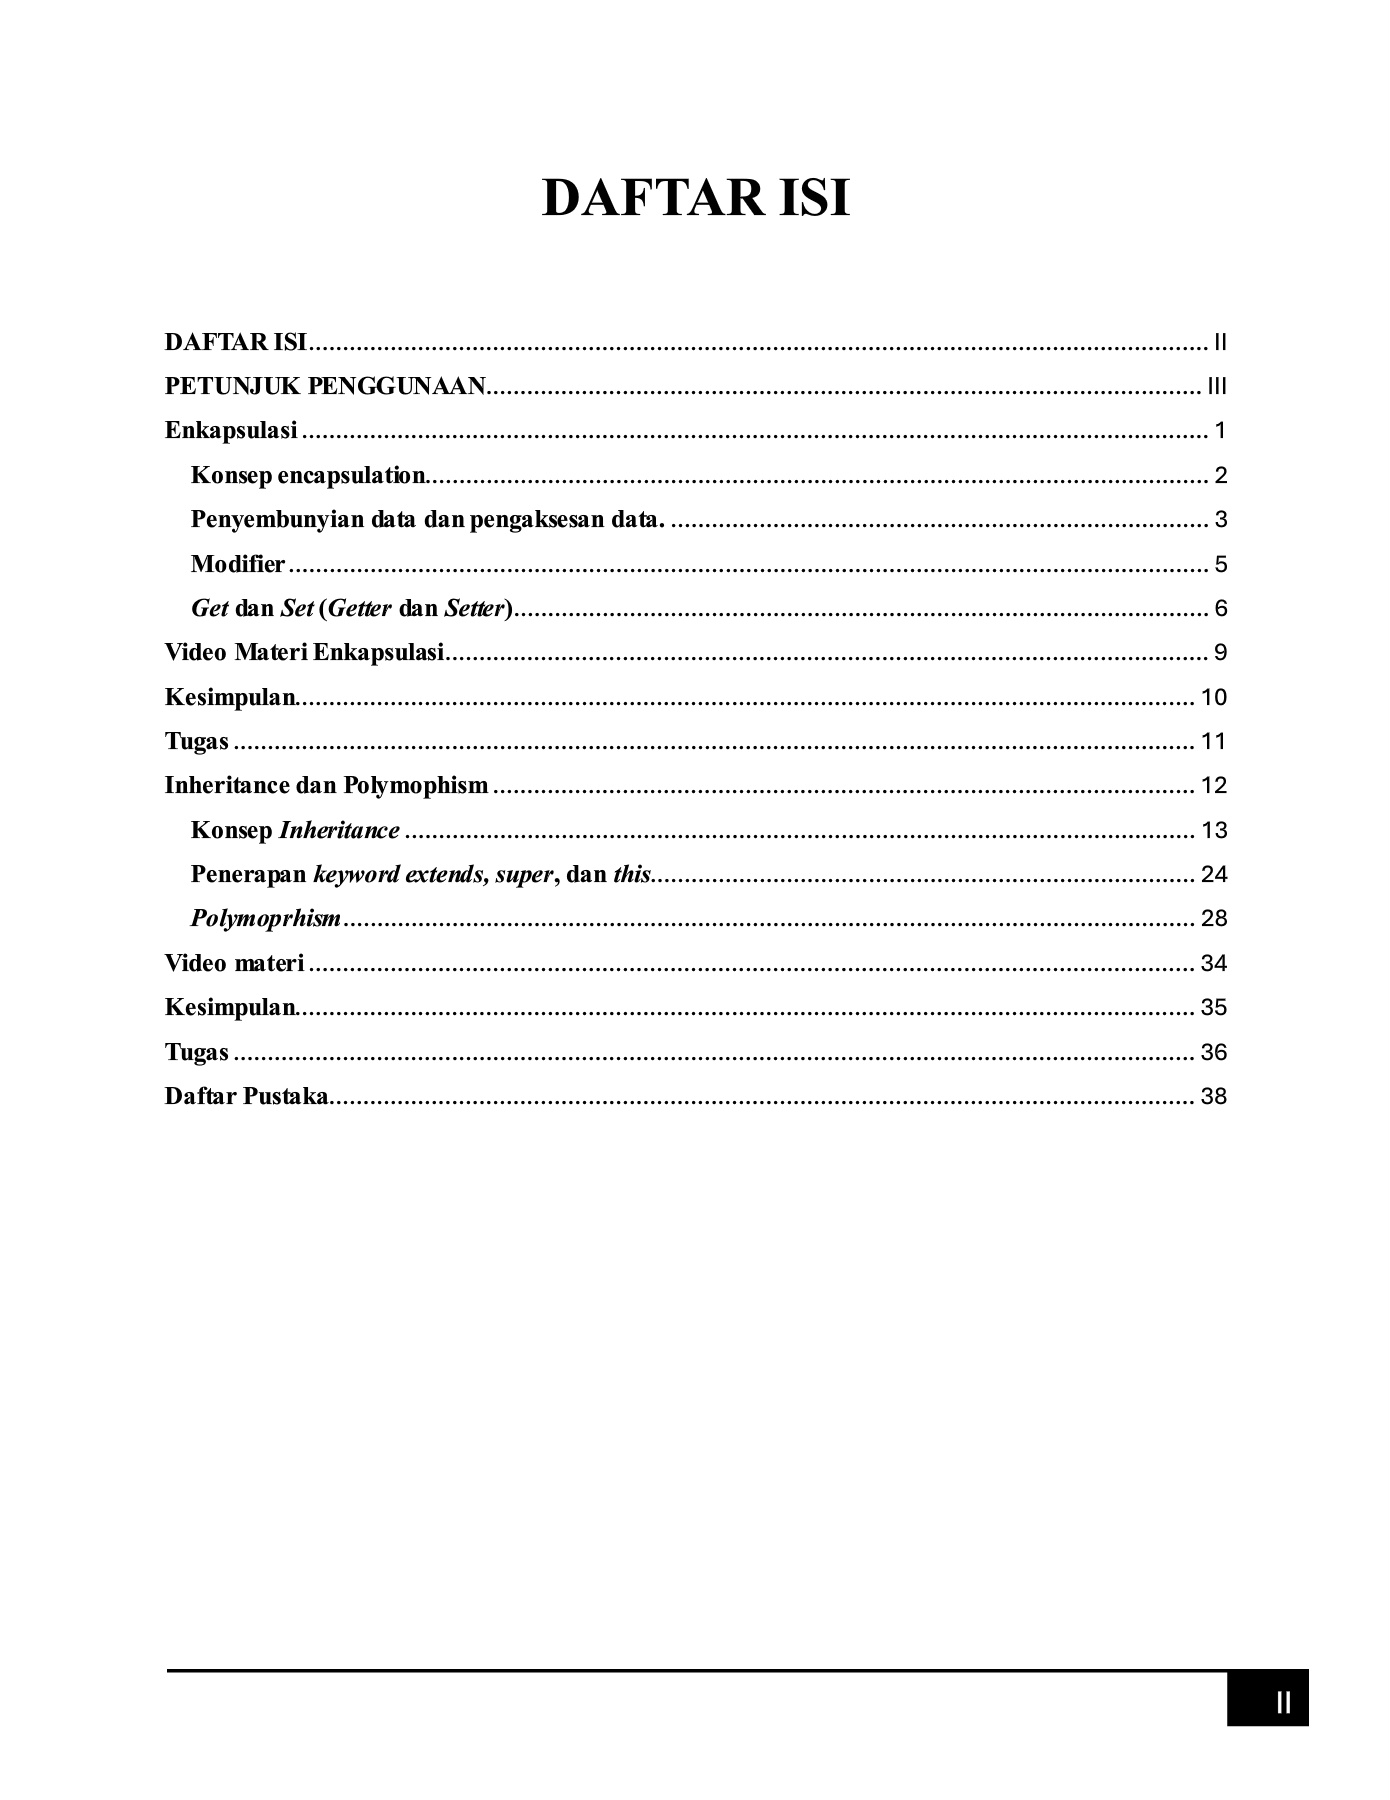 DAFTAR ISI
DAFTAR ISI.................................................................................................................................... II
PETUNJUK PENGGUNAAN......................................................................................................... III
Enkapsulasi ..................................................................................................................................... 1
Konsep encapsulation.................................................................................................................. 2
Penyembunyian data dan pengaksesan data. ............................................................................... 3
Modifier ....................................................................................................................................... 5
Get dan Set (Getter dan Setter)...................................................................................................... 6
Video Materi Enkapsulasi................................................................................................................ 9
Kesimpulan.................................................................................................................................... 10
Tugas ............................................................................................................................................. 11
Inheritance dan Polymophism ....................................................................................................... 12
Konsep Inheritance .................................................................................................................... 13
Penerapan keyword extends, super, dan this................................................................................ 24
Polymoprhism............................................................................................................................. 28
Video materi .................................................................................................................................. 34
Kesimpulan.................................................................................................................................... 35
Tugas ............................................................................................................................................. 36
Daftar Pustaka............................................................................................................................... 38
II